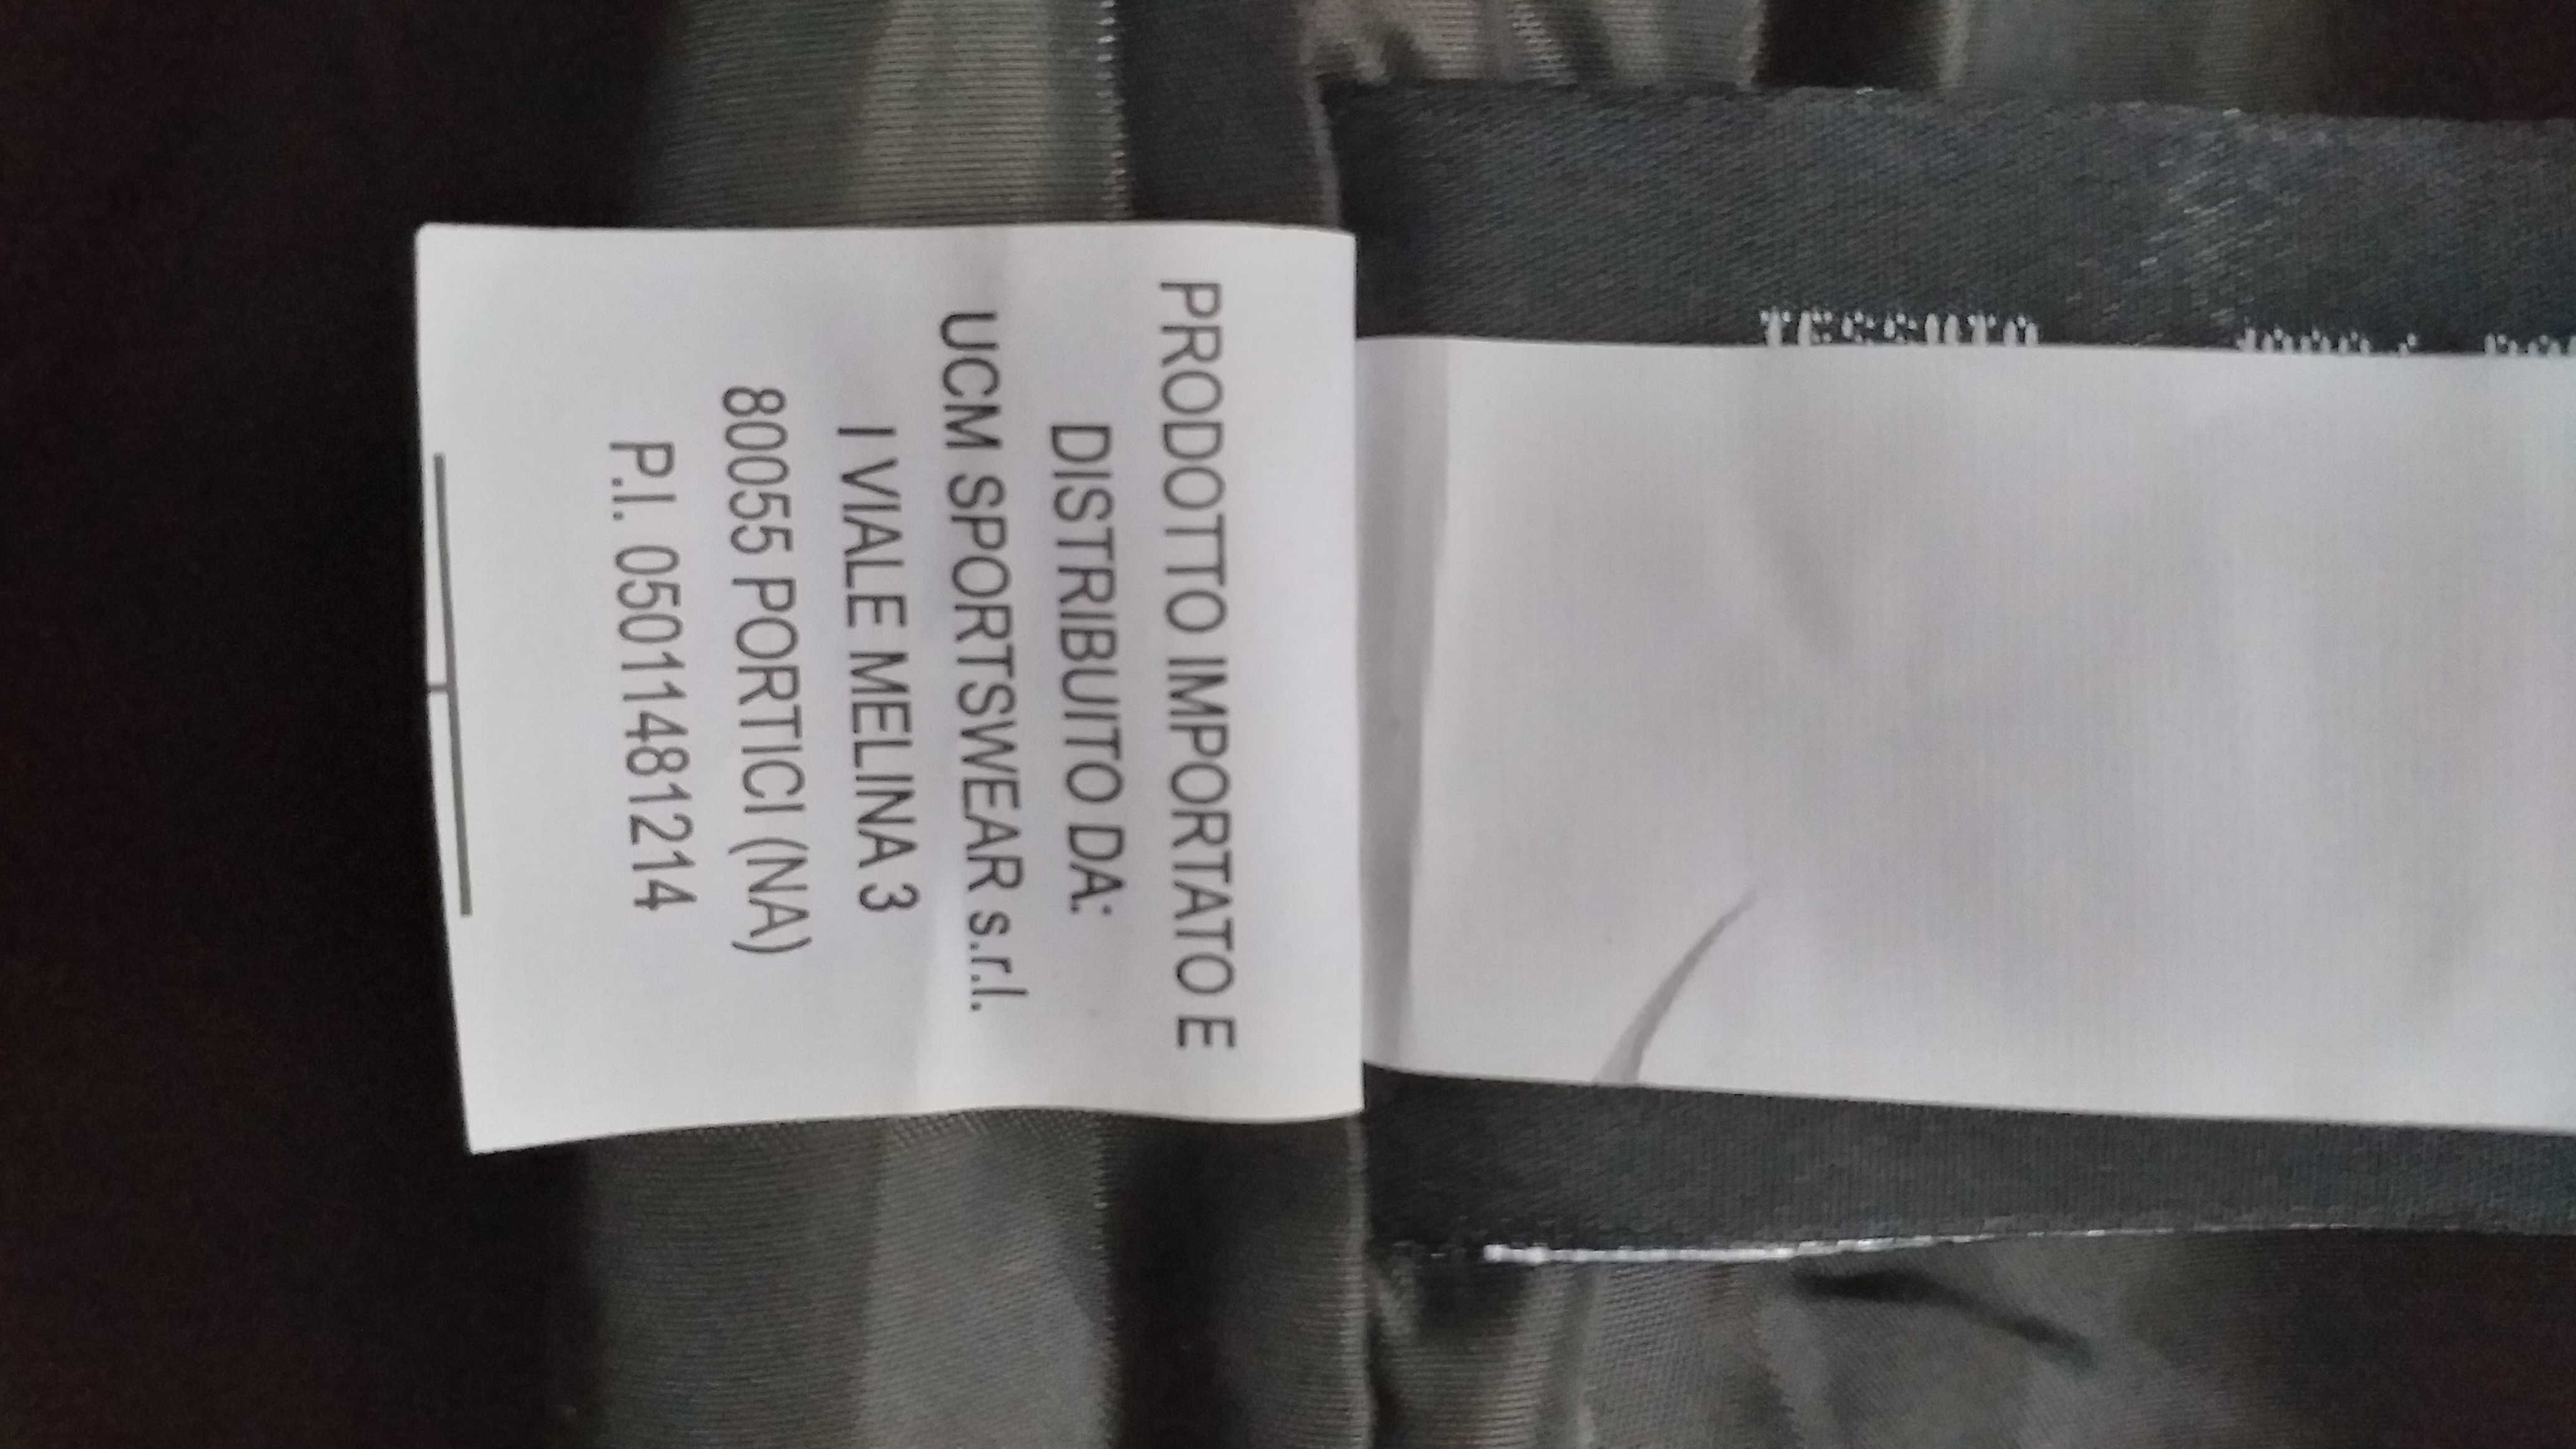 PRODOTTO IMPORTATO E
DISTRIBUITO DA:
UCM SPORTSWEAR s.r.l.
I VIALE MELINA 3
80055 PORTICI (NA)
P.I. 05011481214